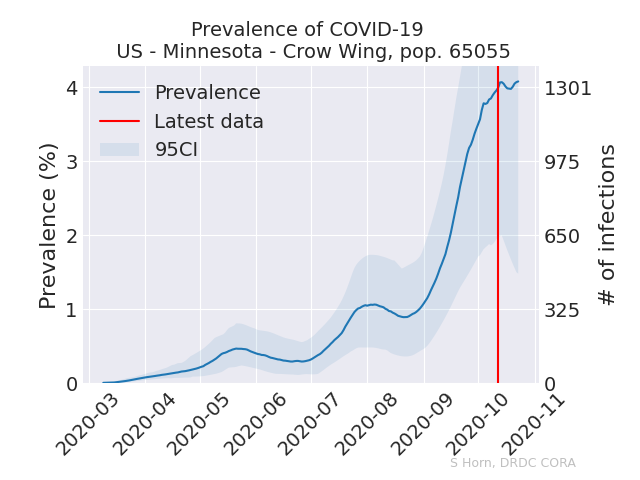 Prevalence of COVID-19
US - Minnesota - Crow Wing, pop. 65055
Prevalence
Latest data
95CI
Prevalence (%)
4
3
2
1
0
# of infections
1301
975
650
325
0
2020-03
2020-04
2020-05
2020-06
2020-07
2020-08
2020-09
2020-10
2020-11
S Horn, DRDC CORA